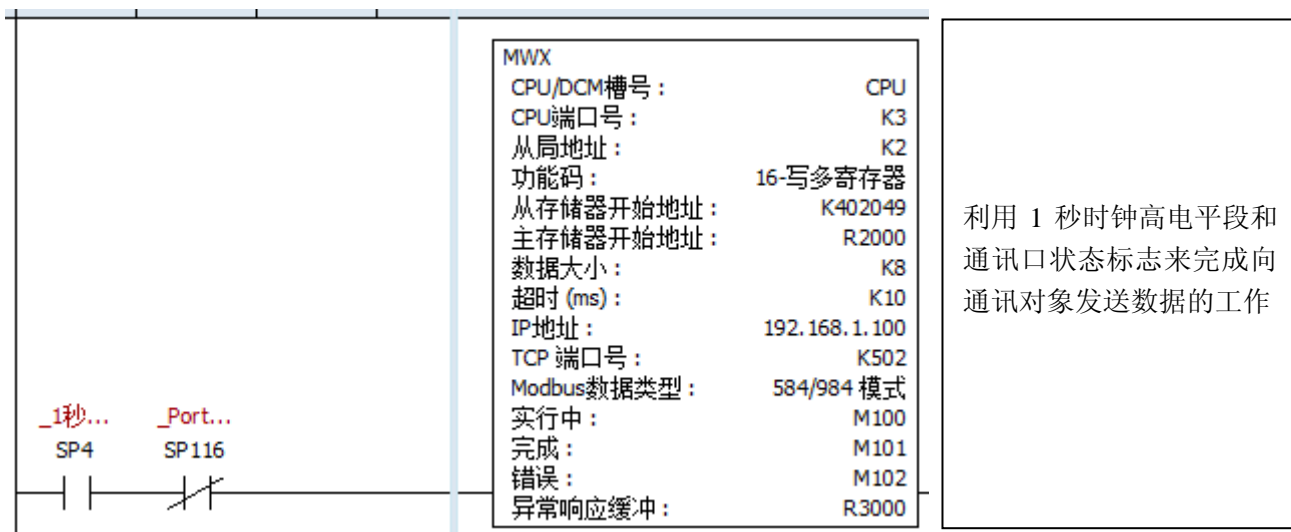 MWX
CPU/DCM槽号： CPU
CPU端口号： K3
从局地址： K2
功能码： 16-写多寄存器
从存储器开始地址： K402049
主存储器开始地址： R2000
数据大小： K8
超时 (ms)： K10
IP地址： 192.168.1.100
TCP 端口号： K502
Modbus数据类型： 584/984 模式
实行中： M100
完成： M101
错误： M102
异常响应缓冲： R3000
_1秒... _Port...
SP4 SP116
利用 1 秒时钟高电平段和
通讯口状态标志来完成向
通讯对象发送数据的工作